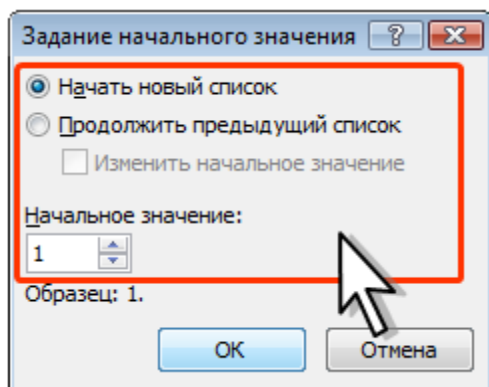 Задание начального значения
Начать новый список
Продолжить предыдущий список
Изменить начальное значение
Начальное значение:
1
Образец: 1.
ОК Отмена